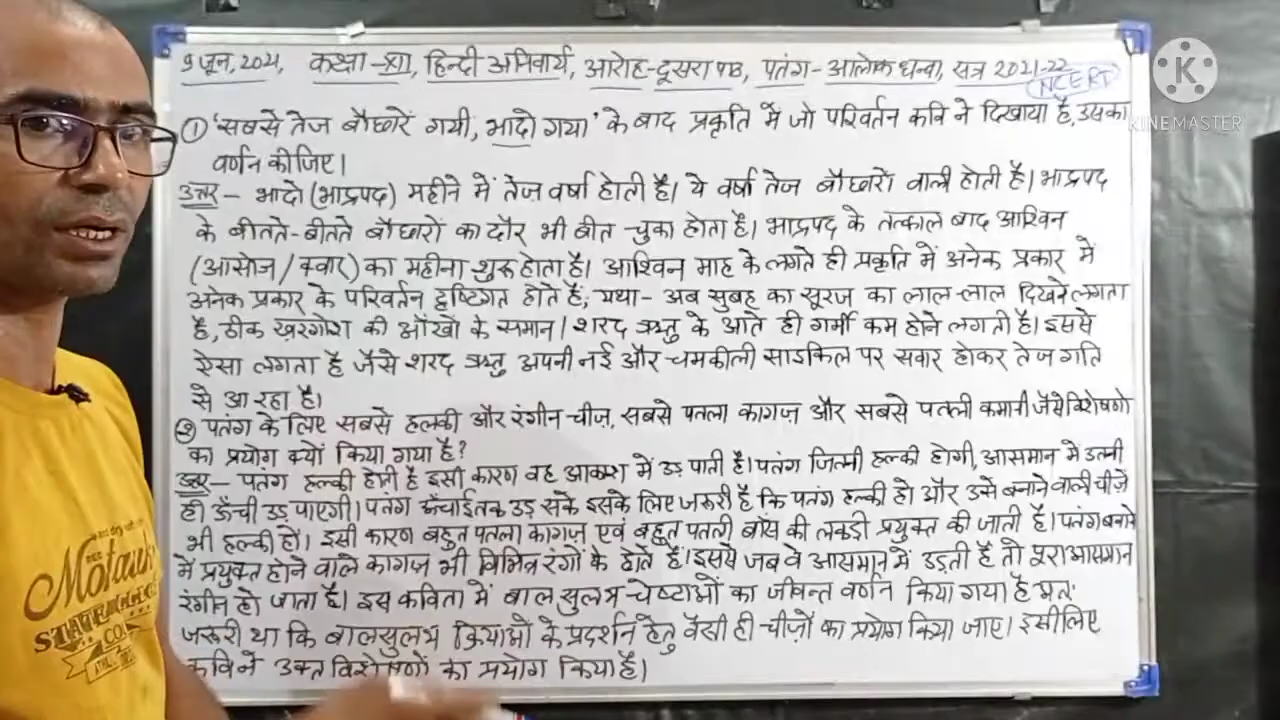 9 जून, 2021, कक्षा-XII, हिन्दी अनिवार्य, आरोह-दूसरा भाग, पतंग-आलोक धन्वा, सत्र 2021-22
NCERT
KINEMASTER
① 'सबसे तेज बौछारें गयी, भादो गया' के बाद प्रकृति में जो परिवर्तन कवि ने दिखाया है, उसका
वर्णन कीजिए।
उत्तर- भादो (भाद्रपद) महीने में तेज वर्षा होती है। ये वर्षा तेज बौछारों वाली होती है। भाद्रपद
के बीतते-बीतते बौछारों का दौर भी बीत चुका होता है। भाद्रपद के तत्काल बाद आश्विन
(आसोज/क्वार) का महीना शुरू होता है। आश्विन माह के लगते ही प्रकृति में अनेक प्रकार में
अनेक प्रकार के परिवर्तन दृष्टिगत होते हैं, यथा- अब सुबह का सूरज का लाल-लाल दिखने लगता
है, ठीक खरगोश की आँखों के समान। शरद ऋतु के आते ही गर्मी कम होने लगती है। इससे
ऐसा लगता है जैसे शरद ऋतु अपनी नई और चमकीली साइकिल पर सवार होकर तेज गति
से आ रहा है।
② पतंग के लिए सबसे हलकी और रंगीन चीज़, सबसे पतला कागज़ और सबसे पतली कमानी जैसे विशेषणों
का प्रयोग क्यों किया गया है?
उत्तर- पतंग हल्की होती है इसी कारण वह आकाश में उड़ पाती है। पतंग जितनी हल्की होगी, आसमान में उतनी
ही ऊँची उड़ पाएगी। पतंग ऊँचाई तक उड़ सके इसके लिए जरूरी है कि पतंग हल्की हो और उसे बनाने वाली चीज़ें
भी हल्की हों। इसी कारण बहुत पतला कागज़ एवं बहुत पतली बाँस की लकड़ी प्रयुक्त की जाती है। पतंग बनाने
में प्रयुक्त होने वाले कागज़ भी विभिन्न रंगों के होते हैं। इससे जब वे आसमान में उड़ती है तो पूरा आसमान
रंगीन हो जाता है। इस कविता में बाल सुलभ चेष्टाओं का जीवन्त वर्णन किया गया है अतः
जरूरी था कि बालसुलभ क्रियाओं के प्रदर्शन हेतु वैसी ही चीज़ों का प्रयोग किया जाए। इसीलिए
कवि ने उक्त विशेषणों का प्रयोग किया है।